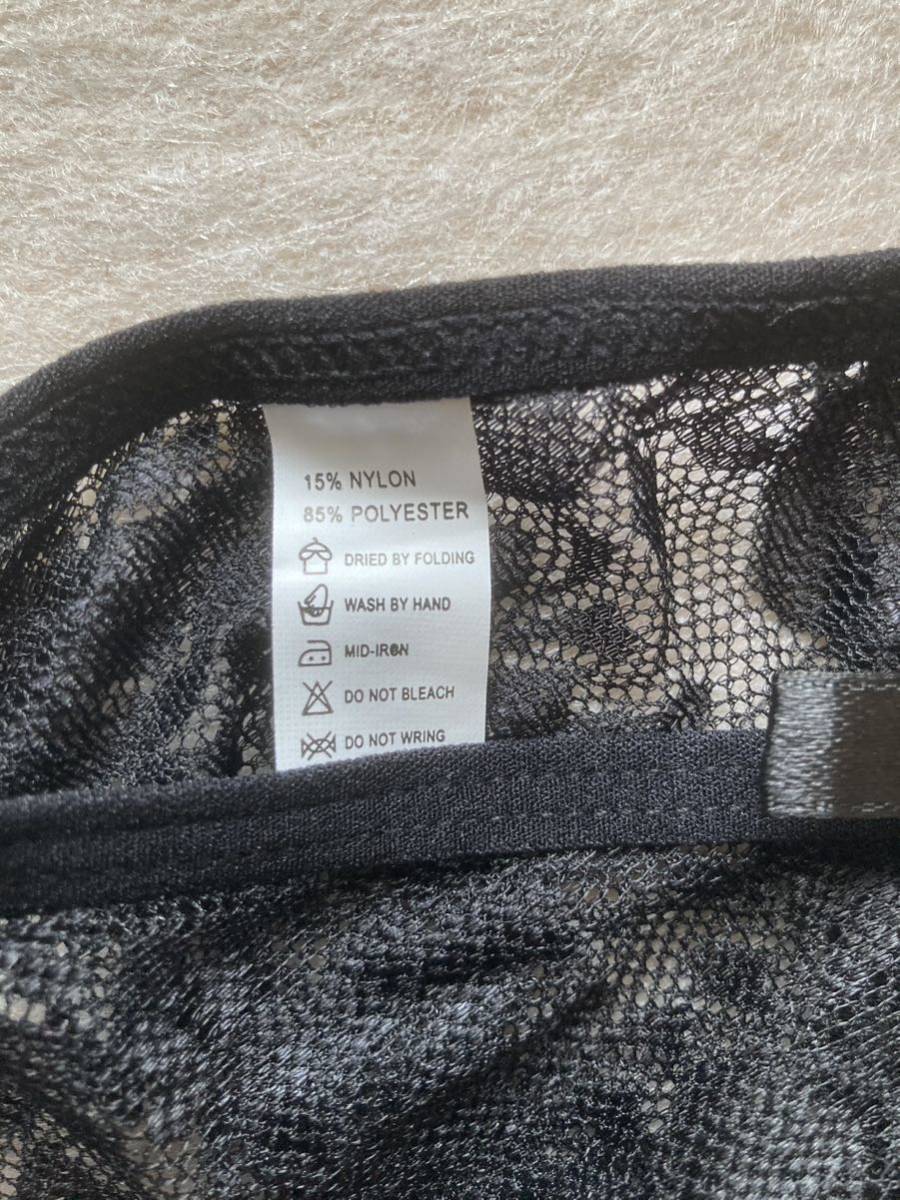 15% NYLON
85% POLYESTER
DRIED BY FOLDING
WASH BY HAND
MID-IRON
DO NOT BLEACH
DO NOT WRING